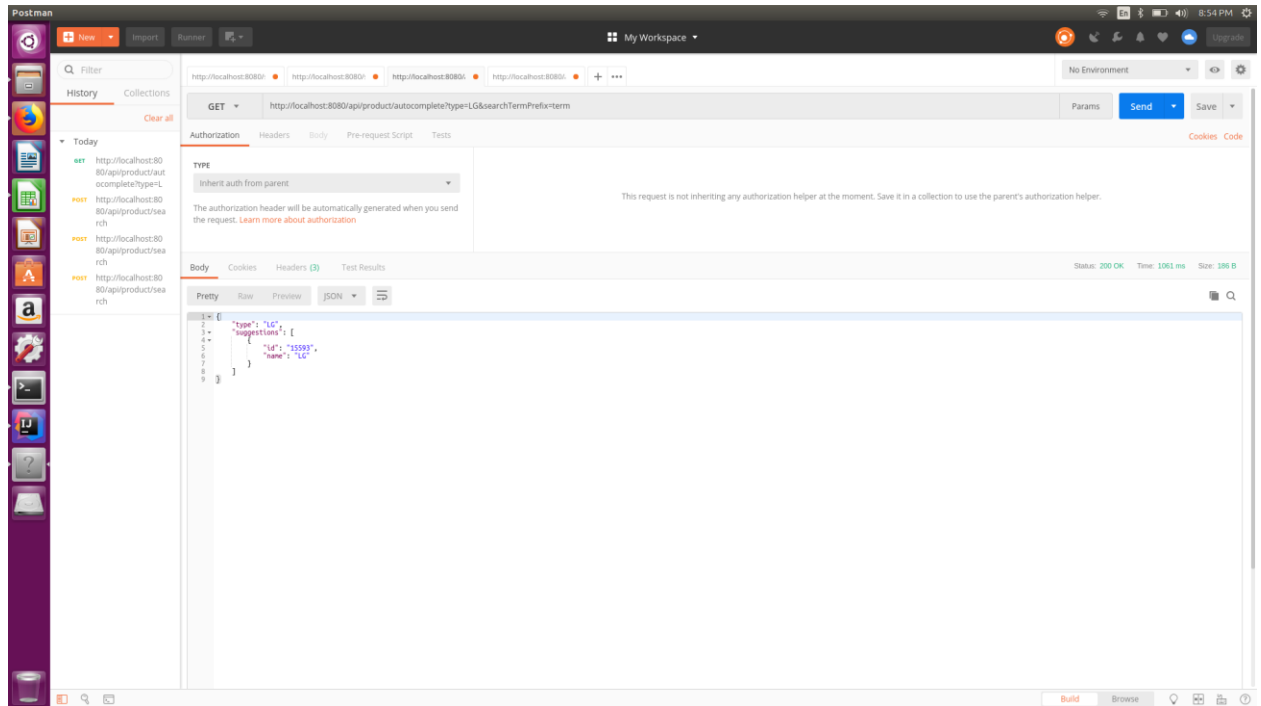 Postman
En
8:54 PM
New
Import
Runner
My Workspace
Upgrade
Filter
History
Collections
Clear all
Today
GET http://localhost:80
80/api/product/aut
ocomplete?type=L
POST http://localhost:80
80/api/product/sea
rch
POST http://localhost:80
80/api/product/sea
rch
POST http://localhost:80
80/api/product/sea
rch
http://localhost:8080/
http://localhost:8080/
http://localhost:8080/
http://localhost:8080/
No Environment
GET
http://localhost:8080/api/product/autocomplete?type=LG&searchTermPrefix=term
Params
Send
Save
Authorization
Headers
Body
Pre-request Script
Tests
Cookies
Code
TYPE
Inherit auth from parent
The authorization header will be automatically generated when you send
the request. Learn more about authorization
This request is not inheriting any authorization helper at the moment. Save it in a collection to use the parent's authorization helper.
Body
Cookies
Headers (3)
Test Results
Status: 200 OK
Time: 1061 ms
Size: 186 B
Pretty
Raw
Preview
JSON
1 {
2 "type": "LG",
3 "suggestions": [
4 {
5 "id": "15593",
6 "name": "LG"
7 }
8 ]
9 }
Build
Browse